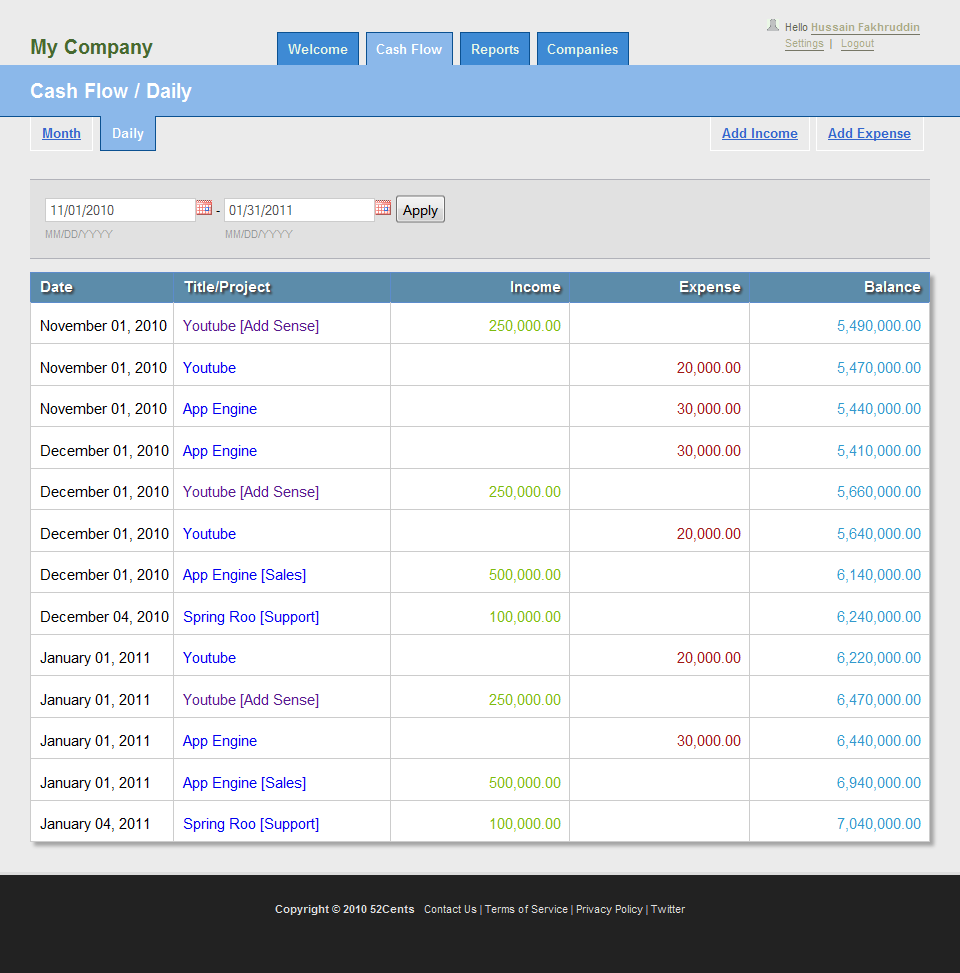 My Company
Welcome Cash Flow Reports Companies
Hello Hussain Fakhruddin
Settings | Logout
Cash Flow / Daily
Month Daily Add Income Add Expense
11/01/2010 - 01/31/2011 Apply
MM/DD/YYYY MM/DD/YYYY
Date Title/Project Income Expense Balance
November 01, 2010 Youtube [Add Sense] 250,000.00 5,490,000.00
November 01, 2010 Youtube 20,000.00 5,470,000.00
November 01, 2010 App Engine 30,000.00 5,440,000.00
December 01, 2010 App Engine 30,000.00 5,410,000.00
December 01, 2010 Youtube [Add Sense] 250,000.00 5,660,000.00
December 01, 2010 Youtube 20,000.00 5,640,000.00
December 01, 2010 App Engine [Sales] 500,000.00 6,140,000.00
December 04, 2010 Spring Roo [Support] 100,000.00 6,240,000.00
January 01, 2011 Youtube 20,000.00 6,220,000.00
January 01, 2011 Youtube [Add Sense] 250,000.00 6,470,000.00
January 01, 2011 App Engine 30,000.00 6,440,000.00
January 01, 2011 App Engine [Sales] 500,000.00 6,940,000.00
January 04, 2011 Spring Roo [Support] 100,000.00 7,040,000.00
Copyright © 2010 52Cents Contact Us | Terms of Service | Privacy Policy | Twitter